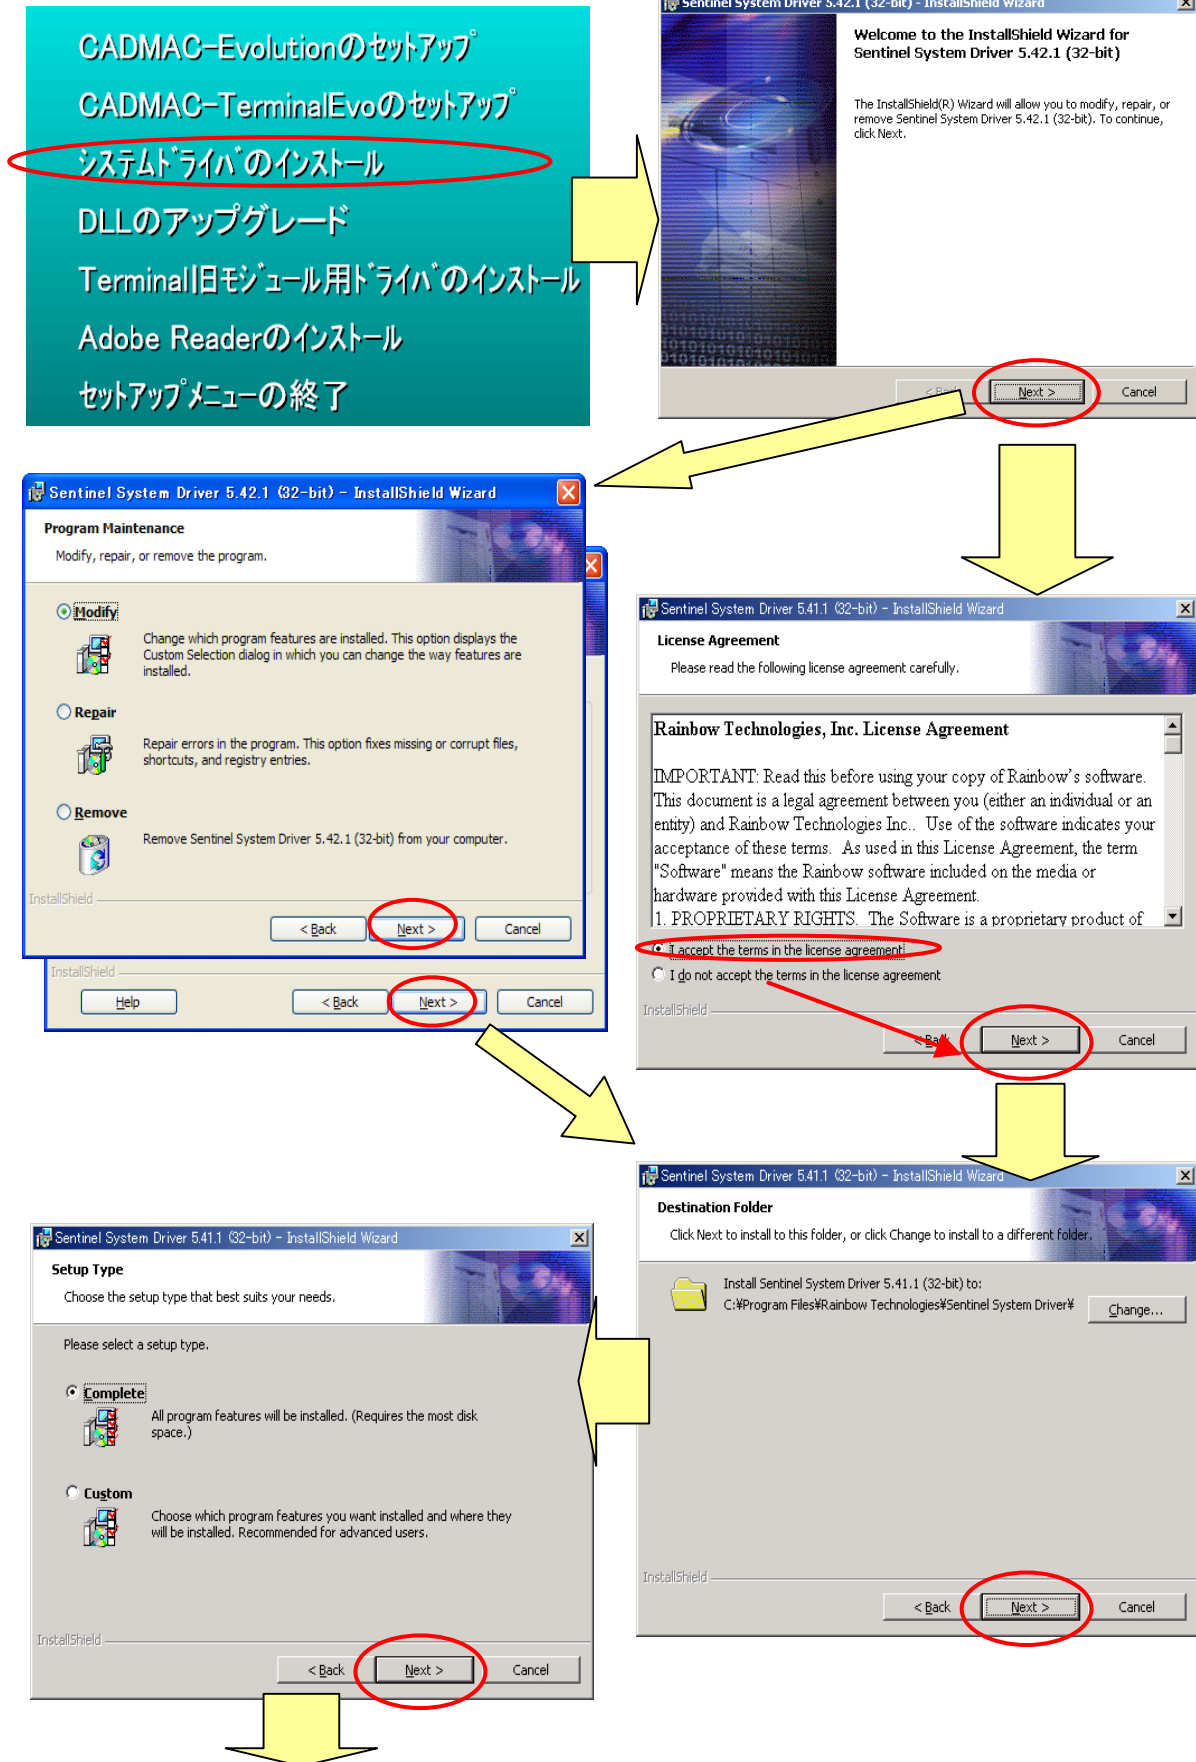 CADMAC-Evolutionのセットアップ
CADMAC-TerminalEvoのセットアップ
システムドライバのインストール
DLLのアップグレード
Terminal旧モジュール用ドライバのインストール
Adobe Readerのインストール
セットアップメニューの終了
Sentinel System Driver 5.42.1 (32-bit) - InstallShield Wizard
Welcome to the InstallShield Wizard for
Sentinel System Driver 5.42.1 (32-bit)
The InstallShield(R) Wizard will allow you to modify, repair, or
remove Sentinel System Driver 5.42.1 (32-bit). To continue,
click Next.
Next > Cancel
Sentinel System Driver 5.42.1 (32-bit) - InstallShield Wizard
Program Maintenance
Modify, repair, or remove the program.
Modify
Change which program features are installed. This option displays the
Custom Selection dialog in which you can change the way features are
installed.
Repair
Repair errors in the program. This option fixes missing or corrupt files,
shortcuts, and registry entries.
Remove
Remove Sentinel System Driver 5.42.1 (32-bit) from your computer.
InstallShield
< Back Next > Cancel
InstallShield
Help < Back Next > Cancel
Sentinel System Driver 5.41.1 (32-bit) - InstallShield Wizard
License Agreement
Please read the following license agreement carefully.
Rainbow Technologies, Inc. License Agreement
IMPORTANT: Read this before using your copy of Rainbow's software.
This document is a legal agreement between you (either an individual or an
entity) and Rainbow Technologies Inc.. Use of the software indicates your
acceptance of these terms. As used in this License Agreement, the term
"Software" means the Rainbow software included on the media or
hardware provided with this License Agreement.
1. PROPRIETARY RIGHTS. The Software is a proprietary product of
I accept the terms in the license agreement
I do not accept the terms in the license agreement
InstallShield
< Back Next > Cancel
Sentinel System Driver 5.41.1 (32-bit) - InstallShield Wizard
Destination Folder
Click Next to install to this folder, or click Change to install to a different folder.
Install Sentinel System Driver 5.41.1 (32-bit) to:
C:¥Program Files¥Rainbow Technologies¥Sentinel System Driver¥
Change...
InstallShield
< Back Next > Cancel
Sentinel System Driver 5.41.1 (32-bit) - InstallShield Wizard
Setup Type
Choose the setup type that best suits your needs.
Please select a setup type.
Complete
All program features will be installed. (Requires the most disk
space.)
Custom
Choose which program features you want installed and where they
will be installed. Recommended for advanced users.
InstallShield
< Back Next > Cancel